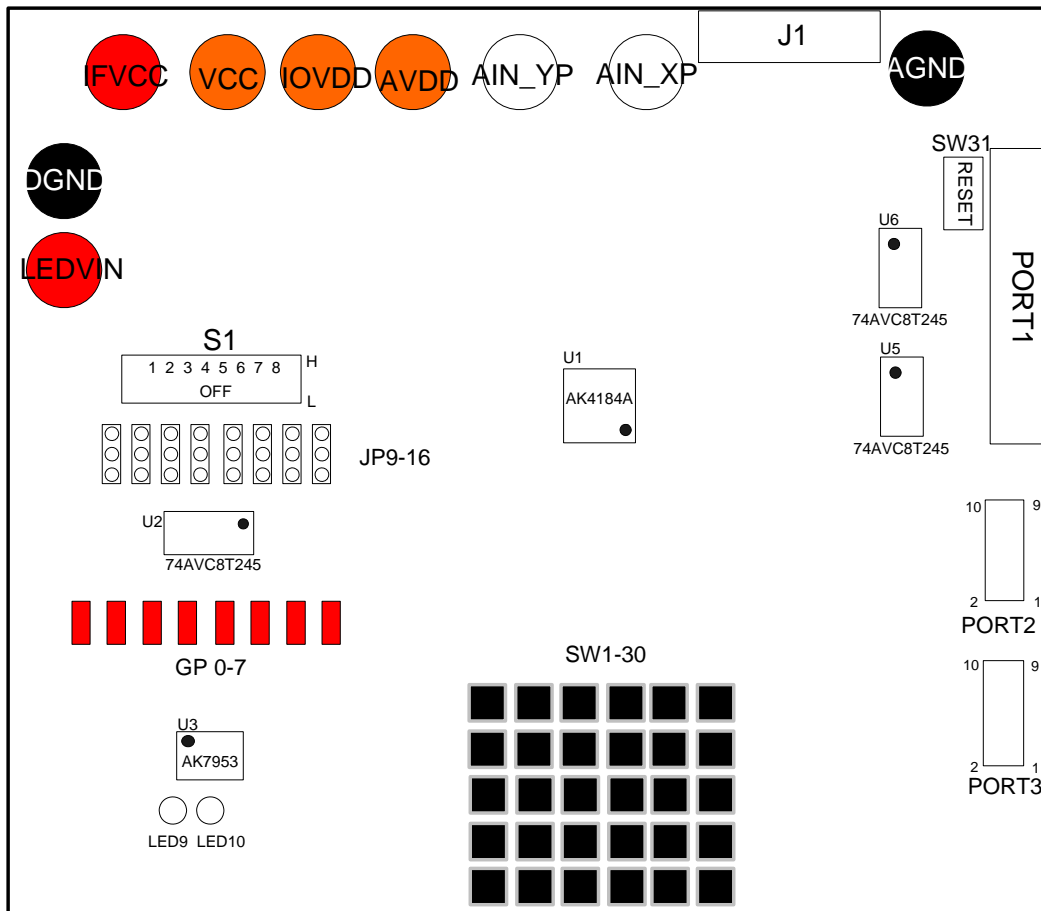 J1
IFVCC
VCC
IOVDD
AVDD
AIN_YP
AIN_XP
AGND
SW31
RESET
DGND
LEDVIN
PORT1
U6
74AVC8T245
S1
1 2 3 4 5 6 7 8
H
OFF
L
U1
AK4184A
U5
74AVC8T245
JP9-16
U2
74AVC8T245
10
9
2
1
PORT2
GP 0-7
SW1-30
10
9
2
1
PORT3
U3
AK7953
LED9
LED10